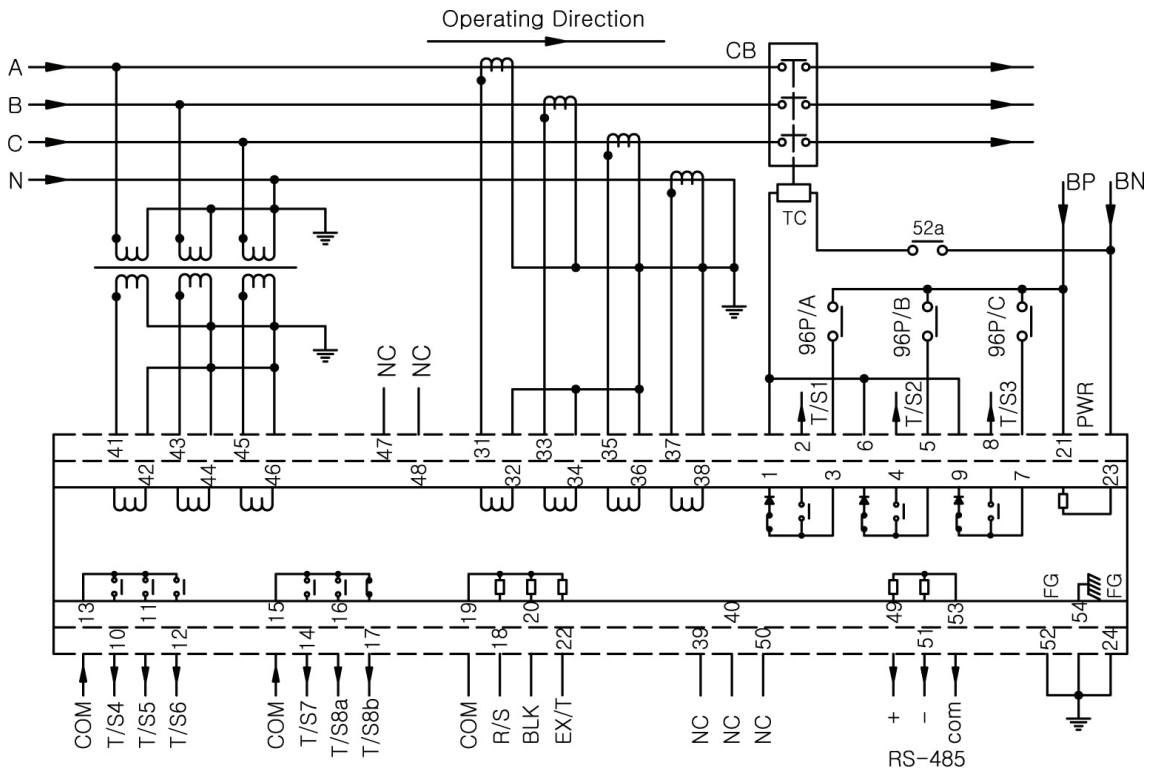 Operating Direction
CB
A
B
C
N
BP
BN
TC
52a
96P/A
96P/B
96P/C
NC
NC
T/S1
T/S2
T/S3
PWR
41
43
45
47
31
33
35
37
2
6
5
8
21
42
44
46
48
32
34
36
38
1
3
4
9
7
23
FG
FG
13
11
15
16
19
20
40
49
53
54
10
12
14
17
18
22
39
50
51
52
24
COM
T/S4
T/S5
T/S6
COM
T/S7
T/S8a
T/S8b
COM
R/S
BLK
EX/T
NC
NC
NC
+
-
com
RS-485